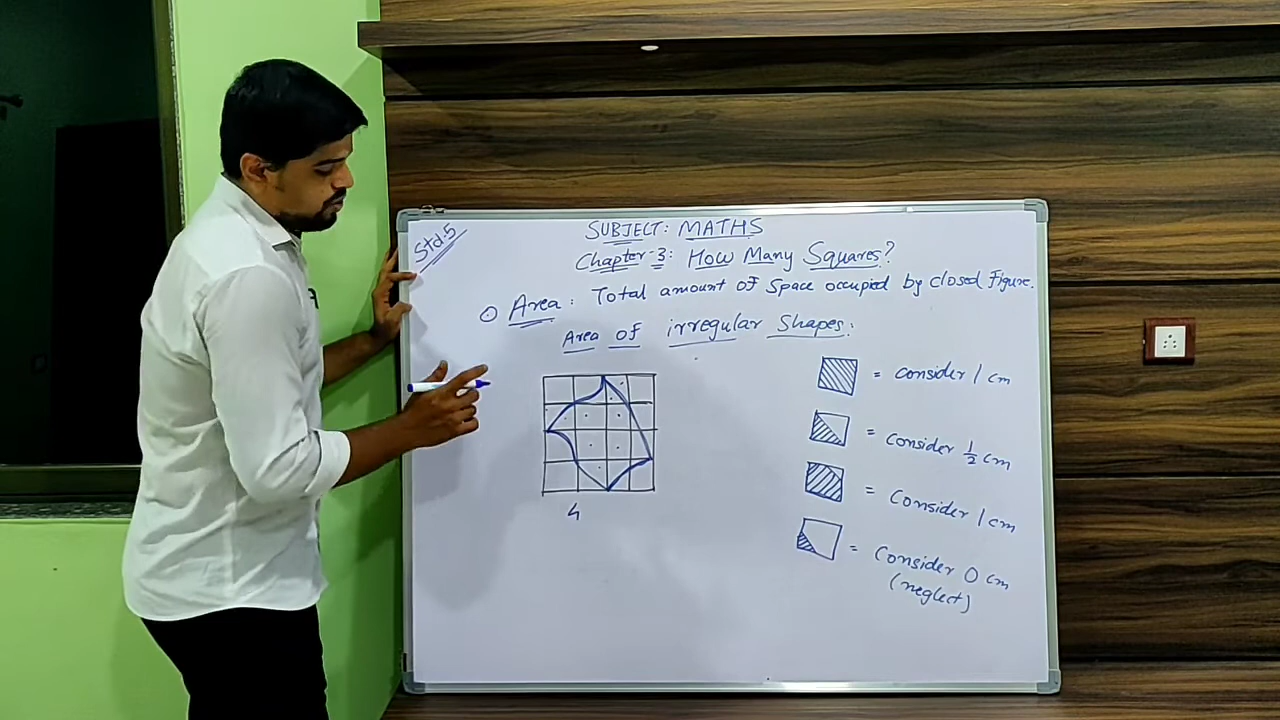 Std.5
SUBJECT: MATHS
Chapter-3: How Many Squares?
⊙ Area: Total amount of Space occupied by closed Figure.
Area of irregular Shapes:
= consider 1 cm
= consider 1/2 cm
= Consider 1 cm
= Consider 0 cm
(neglect)
4